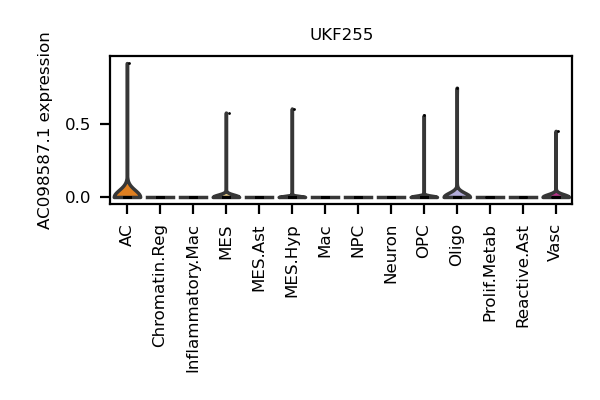 UKF255
AC098587.1 expression
0.5
0.0
AC
Chromatin.Reg
Inflammatory.Mac
MES
MES.Ast
MES.Hyp
Mac
NPC
Neuron
OPC
Oligo
Prolif.Metab
Reactive.Ast
Vasc